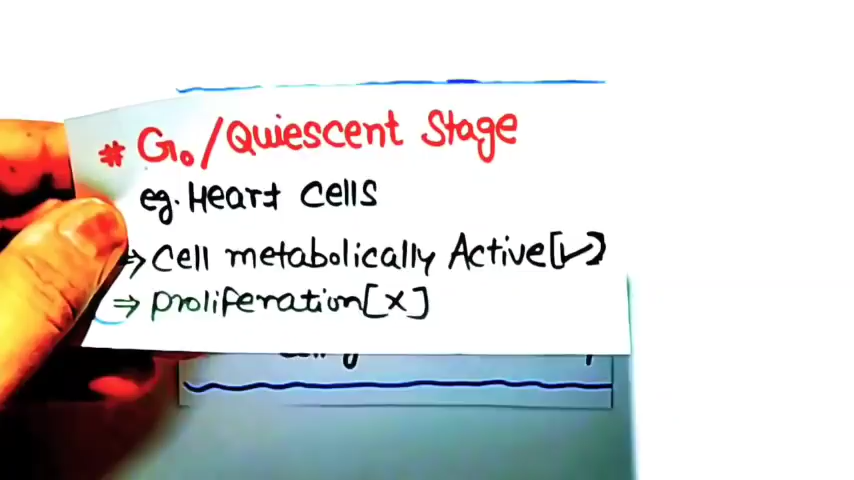 * G₀/Quiescent Stage
eg. Heart cells
⇒ Cell metabolically Active[✓]
⇒ proliferation[x]